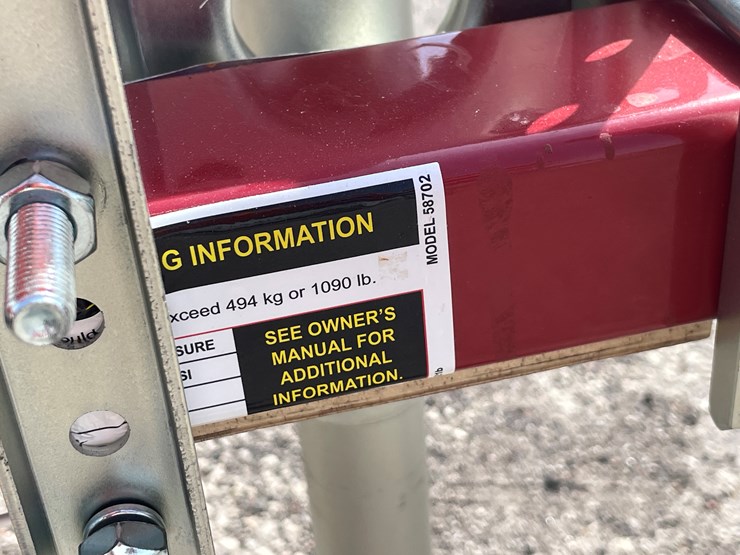 G INFORMATION
xceed 494 kg or 1090 lb.
SURE
SI
SEE OWNER'S
MANUAL FOR
ADDITIONAL
INFORMATION.
MODEL 58702